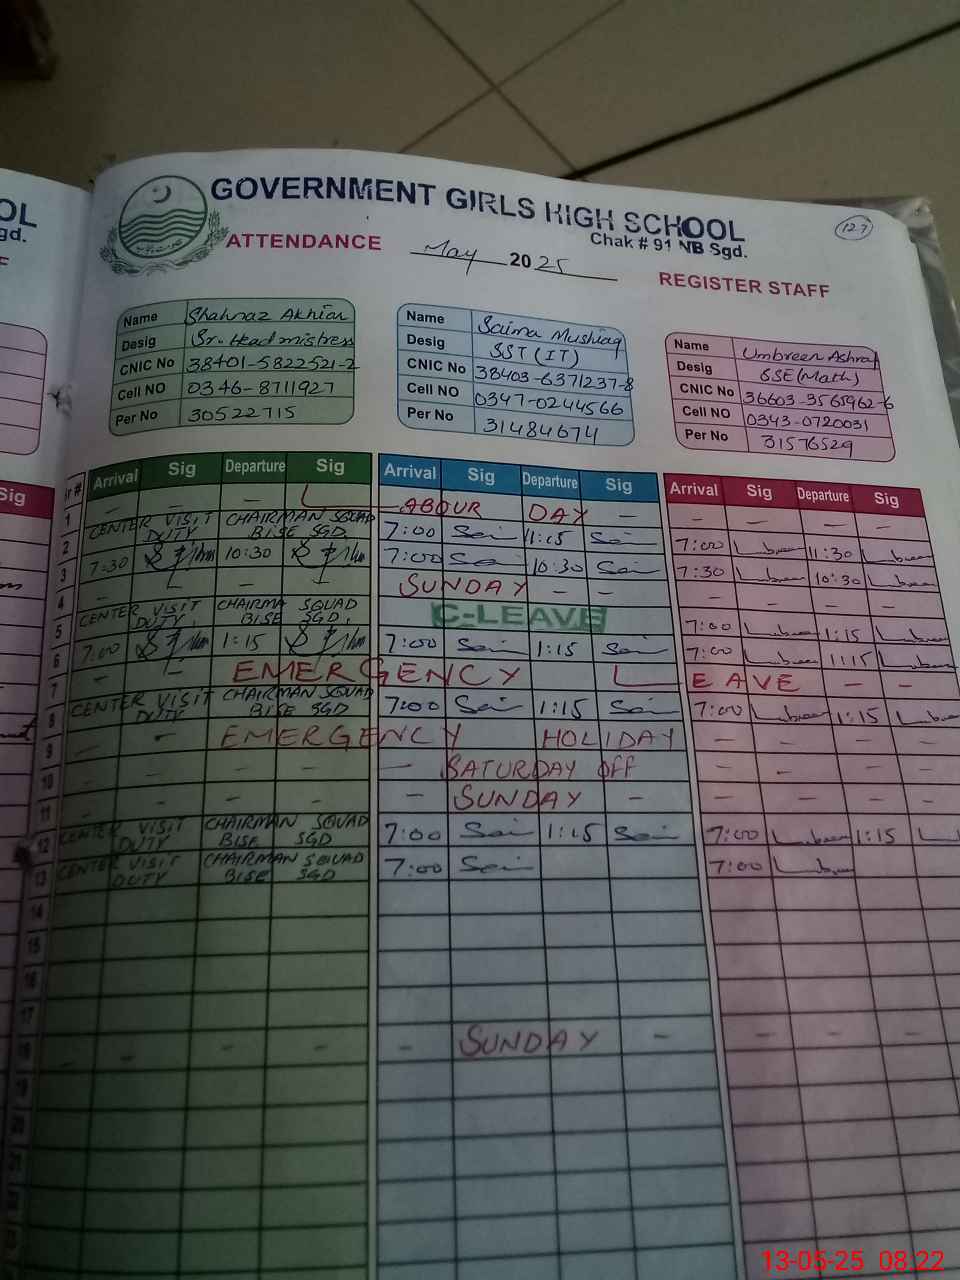 OL
gd.
GOVERNMENT GIRLS HIGH SCHOOL
Chak # 91 NB Sgd.
127
ATTENDANCE May 2025 REGISTER STAFF
Name Shahnaz Akhtar
Desig Sr. Headmistress
CNIC No 38401-5822521-2
Cell NO 0346-8711927
Per No 30522715
Name Saima Mushtaq
Desig SST (IT)
CNIC No 38403-6371237-8
Cell NO 0347-0244566
Per No 31484674
Name Umbreen Ashraf
Desig SSE (Math)
CNIC No 36603-3565962-6
Cell NO 0343-0720031
Per No 31576529
Sig
Arrival Sig Departure Sig Arrival Sig Departure Sig Arrival Sig Departure Sig
1 - - - LABOUR DAY - - - - -
2 CENTER VISIT DUTY CHAIRMAN SQUAD BISE SGD. 7:00 11:15 7:00 11:30
3 7:30 10:30 7:00 10:30 7:30 10:30
4 - - - - SUNDAY - - - - - -
5 CENTER VISIT DUTY. CHAIRMA SQUAD BISE SGD. C-LEAVE 7:00 1:15
6 7:00 1:15 7:00 1:15 7:00 1:15
7 - - EMERGENCY LEAVE - -
8 CENTER VISIT DUTY CHAIRMAN SQUAD BISE SGD 7:00 1:15 7:00 1:15
9 - - EMERGENCY HOLIDAY - - - -
10 - - - - - SATURDAY OFF - - - -
11 - - - - - SUNDAY - - - - -
12 CENTER VISIT DUTY CHAIRMAN SQUAD BISE SGD 7:00 1:15 7:00 1:15
13 CENTER VISIT DUTY CHAIRMAN SQUAD BISE SGD 7:00 7:00
14
15
16
17
18 - - - - - SUNDAY - - - - -
13-05-25 08:22